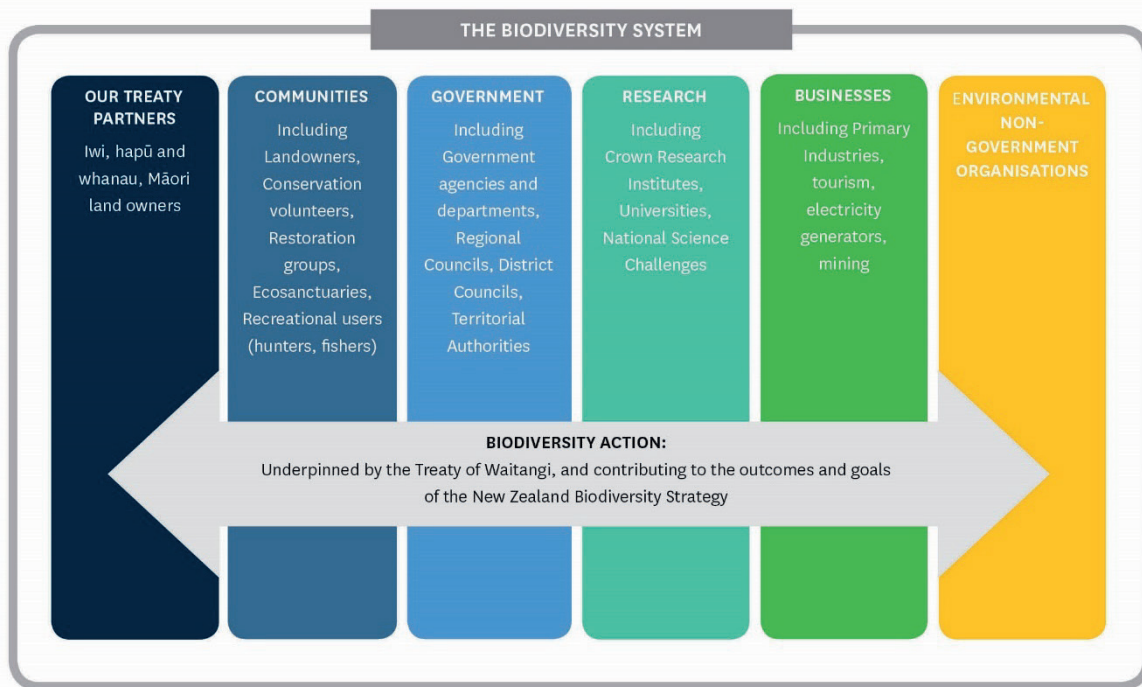 THE BIODIVERSITY SYSTEM
OUR TREATY
PARTNERS
Iwi, hapū and
whanau, Māori
land owners
COMMUNITIES
Including
Landowners,
Conservation
volunteers,
Restoration
groups,
Ecosanctuaries,
Recreational users
(hunters, fishers)
GOVERNMENT
Including
Government
agencies and
departments,
Regional
Councils, District
Councils,
Territorial
Authorities
RESEARCH
Including
Crown Research
Institutes,
Universities,
National Science
Challenges
BUSINESSES
Including Primary
Industries,
tourism,
electricity
generators,
mining
ENVIRONMENTAL
NON-
GOVERNMENT
ORGANISATIONS
BIODIVERSITY ACTION:
Underpinned by the Treaty of Waitangi, and contributing to the outcomes and goals
of the New Zealand Biodiversity Strategy